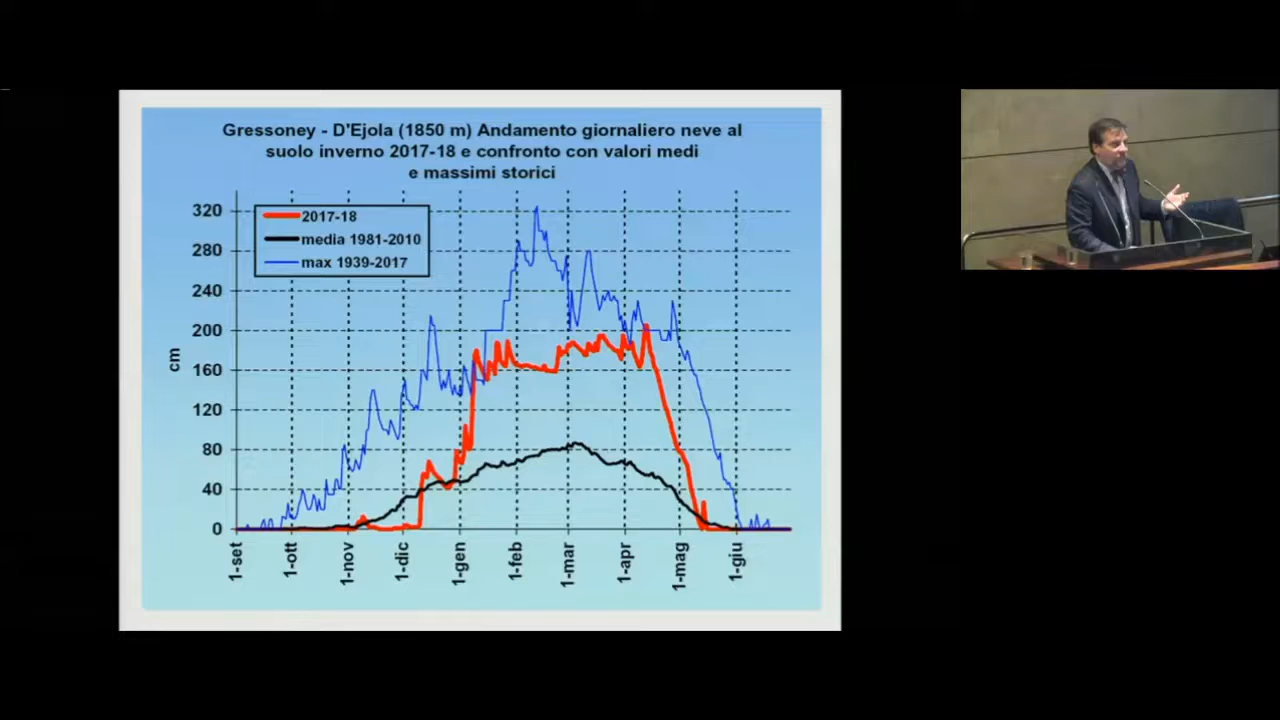 Gressoney - D'Ejola (1850 m) Andamento giornaliero neve al
suolo inverno 2017-18 e confronto con valori medi
e massimi storici
2017-18
media 1981-2010
max 1939-2017
cm
320
280
240
200
160
120
80
40
0
1-set
1-ott
1-nov
1-dic
1-gen
1-feb
1-mar
1-apr
1-mag
1-giu